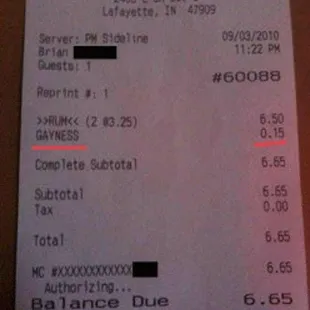 Lafayette, IN 47909
Server: PM Sideline 09/03/2010
Brian 11:22 PM
Guests: 1
#60088
Reprint #: 1
>>RUM<< (2 @3.25) 6.50
GAYNESS 0.15
Complete Subtotal 6.65
Subtotal 6.65
Tax 0.00
Total 6.65
MC #XXXXXXXXXXXX 6.65
Authorizing...
Balance Due 6.65